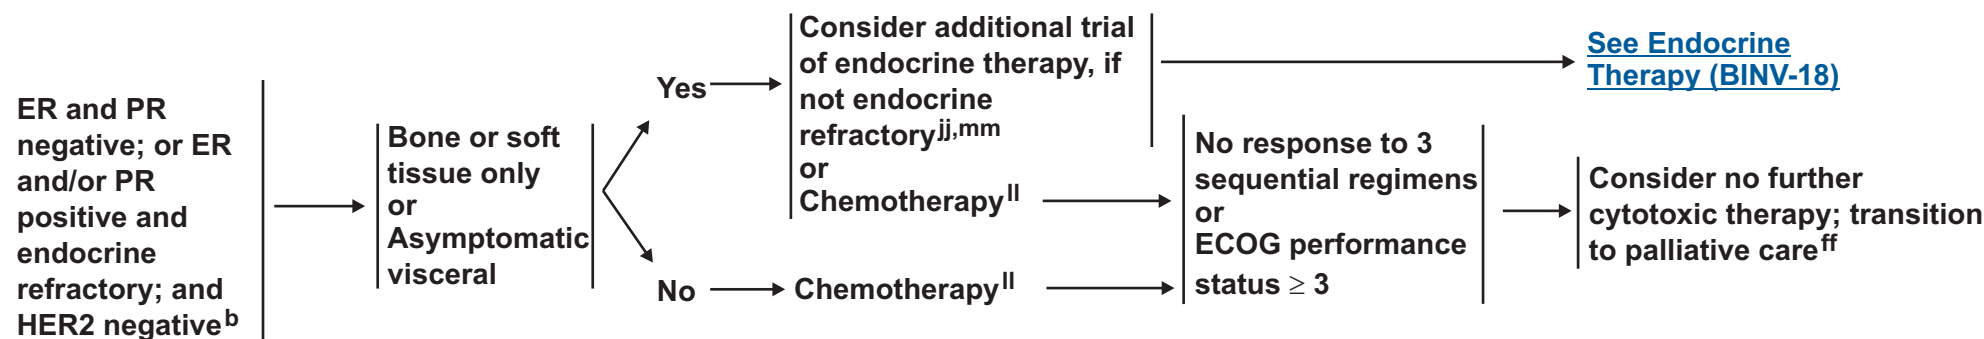 ER and PR
negative; or ER
and/or PR
positive and
endocrine
refractory; and
HER2 negative b
Bone or soft
tissue only
or
Asymptomatic
visceral
Yes
Consider additional trial
of endocrine therapy, if
not endocrine
refractory jj,mm
or
Chemotherapy ll
See Endocrine
Therapy (BINV-18)
No
Chemotherapy ll
No response to 3
sequential regimens
or
ECOG performance
status ≥ 3
Consider no further
cytotoxic therapy; transition
to palliative care ff